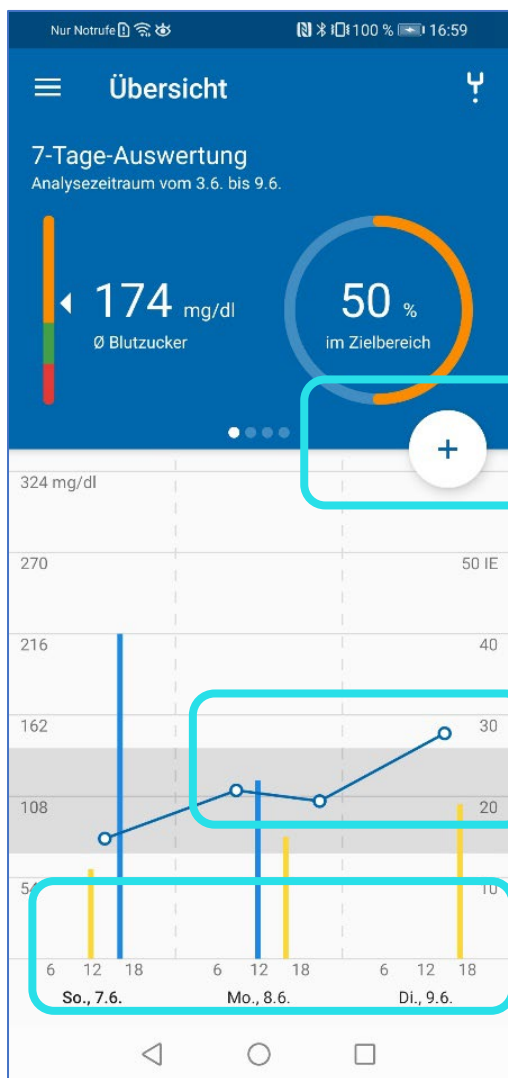 Nur Notrufe 100 % 16:59
Übersicht
7-Tage-Auswertung
Analysezeitraum vom 3.6. bis 9.6.
174 mg/dl
Ø Blutzucker
50 %
im Zielbereich
+
324 mg/dl
270 50 IE
216 40
162 30
108 20
54 10
6 12 18 6 12 18 6 12 18
So., 7.6. Mo., 8.6. Di., 9.6.